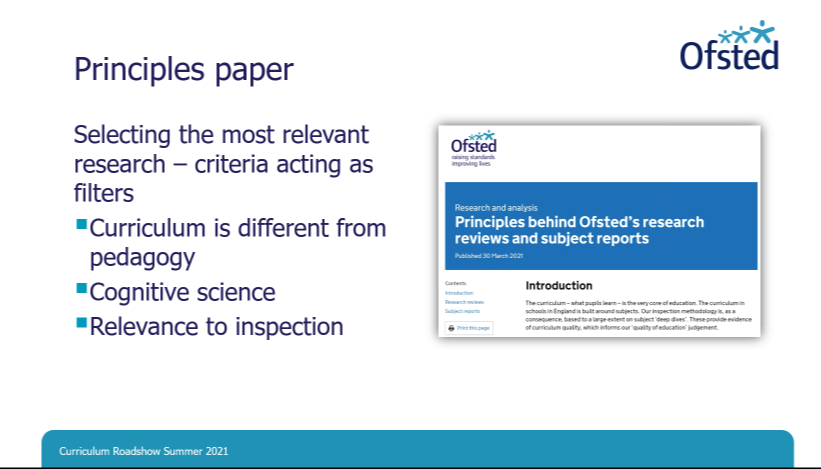 Ofsted
Principles paper
Selecting the most relevant
research – criteria acting as
filters
Curriculum is different from
pedagogy
Cognitive science
Relevance to inspection
Ofsted
raising standards
improving lives
Research and analysis
Principles behind Ofsted's research
reviews and subject reports
Published 30 March 2021
Contents
Introduction
Research reviews
Subject reports
Print this page
Introduction
The curriculum – what pupils learn – is the very core of education. The curriculum in
schools in England is built around subjects. Our inspection methodology is, as a
consequence, based to a large extent on subject 'deep dives'. These provide evidence
of curriculum quality, which informs our 'quality of education' judgement.
Curriculum Roadshow Summer 2021